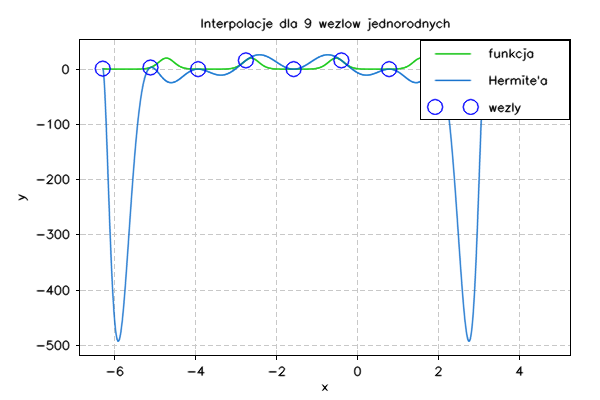 Interpolacje dla 9 wezlow jednorodnych
funkcja
Hermite'a
wezly
0
−100
−200
−300
−400
−500
y
−6
−4
−2
0
2
4
x